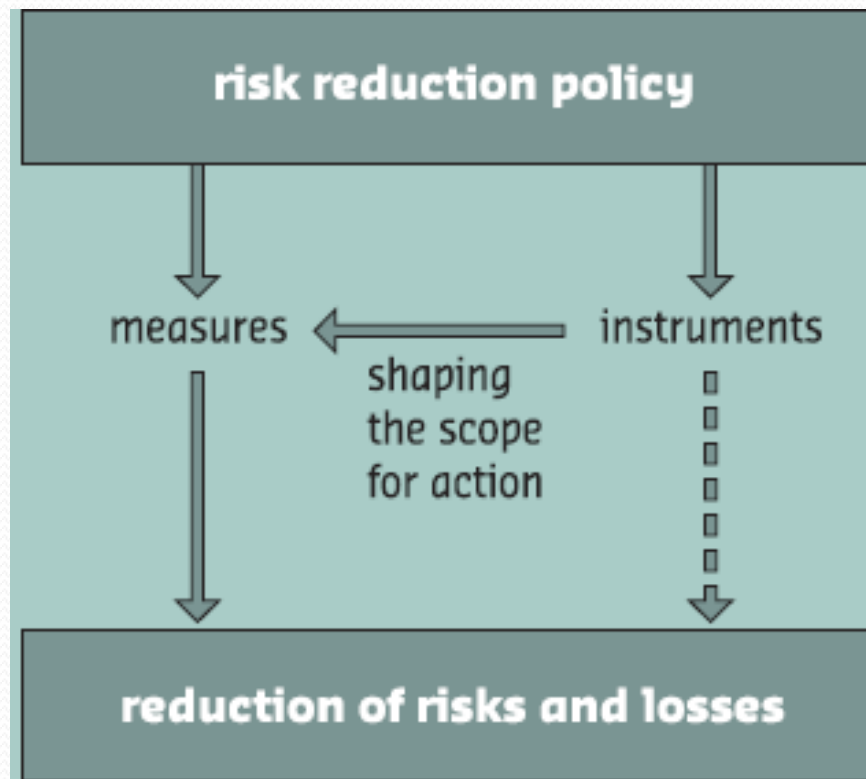 risk reduction policy
measures
instruments
shaping
the scope
for action
reduction of risks and losses